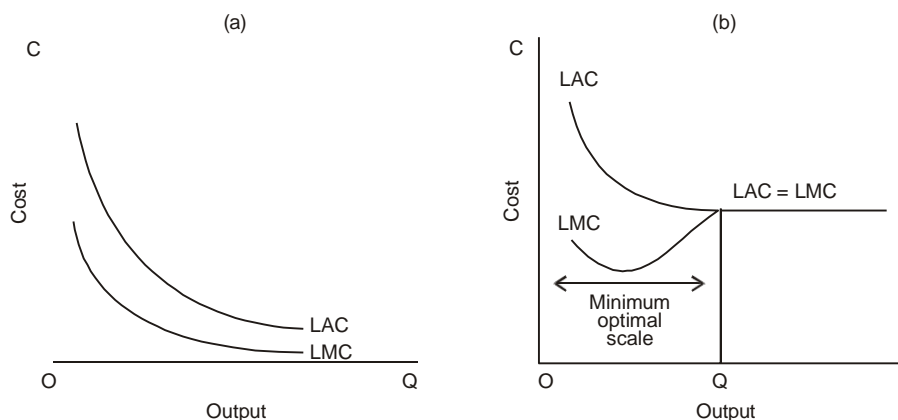 (a)
C
Cost
LAC
LMC
O
Q
Output
(b)
C
LAC
LAC = LMC
Cost
LMC
Minimum
optimal
scale
O
Q
Output